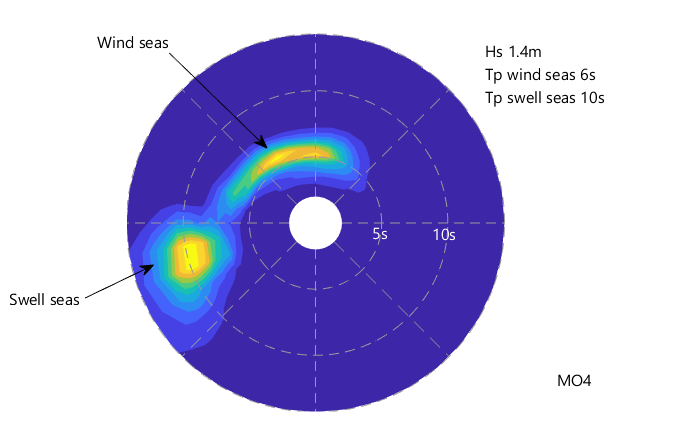 Wind seas
Hs 1.4m
Tp wind seas 6s
Tp swell seas 10s
5s
10s
Swell seas
MO4